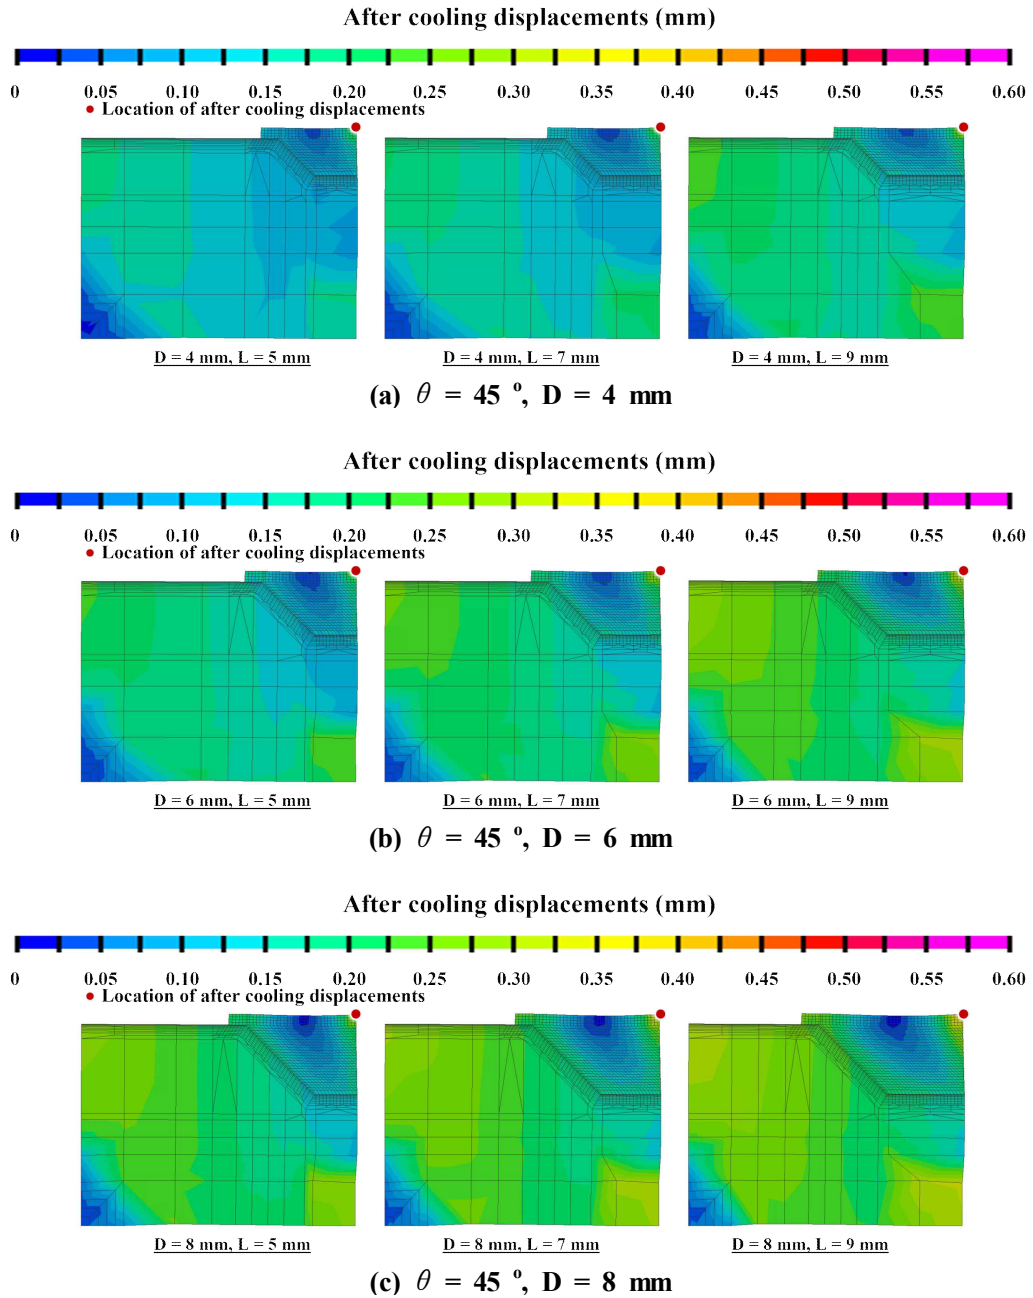 After cooling displacements (mm)
0 0.05 0.10 0.15 0.20 0.25 0.30 0.35 0.40 0.45 0.50 0.55 0.60
Location of after cooling displacements
D = 4 mm, L = 5 mm D = 4 mm, L = 7 mm D = 4 mm, L = 9 mm
(a) θ = 45 °, D = 4 mm
After cooling displacements (mm)
0 0.05 0.10 0.15 0.20 0.25 0.30 0.35 0.40 0.45 0.50 0.55 0.60
Location of after cooling displacements
D = 6 mm, L = 5 mm D = 6 mm, L = 7 mm D = 6 mm, L = 9 mm
(b) θ = 45 °, D = 6 mm
After cooling displacements (mm)
0 0.05 0.10 0.15 0.20 0.25 0.30 0.35 0.40 0.45 0.50 0.55 0.60
Location of after cooling displacements
D = 8 mm, L = 5 mm D = 8 mm, L = 7 mm D = 8 mm, L = 9 mm
(c) θ = 45 °, D = 8 mm